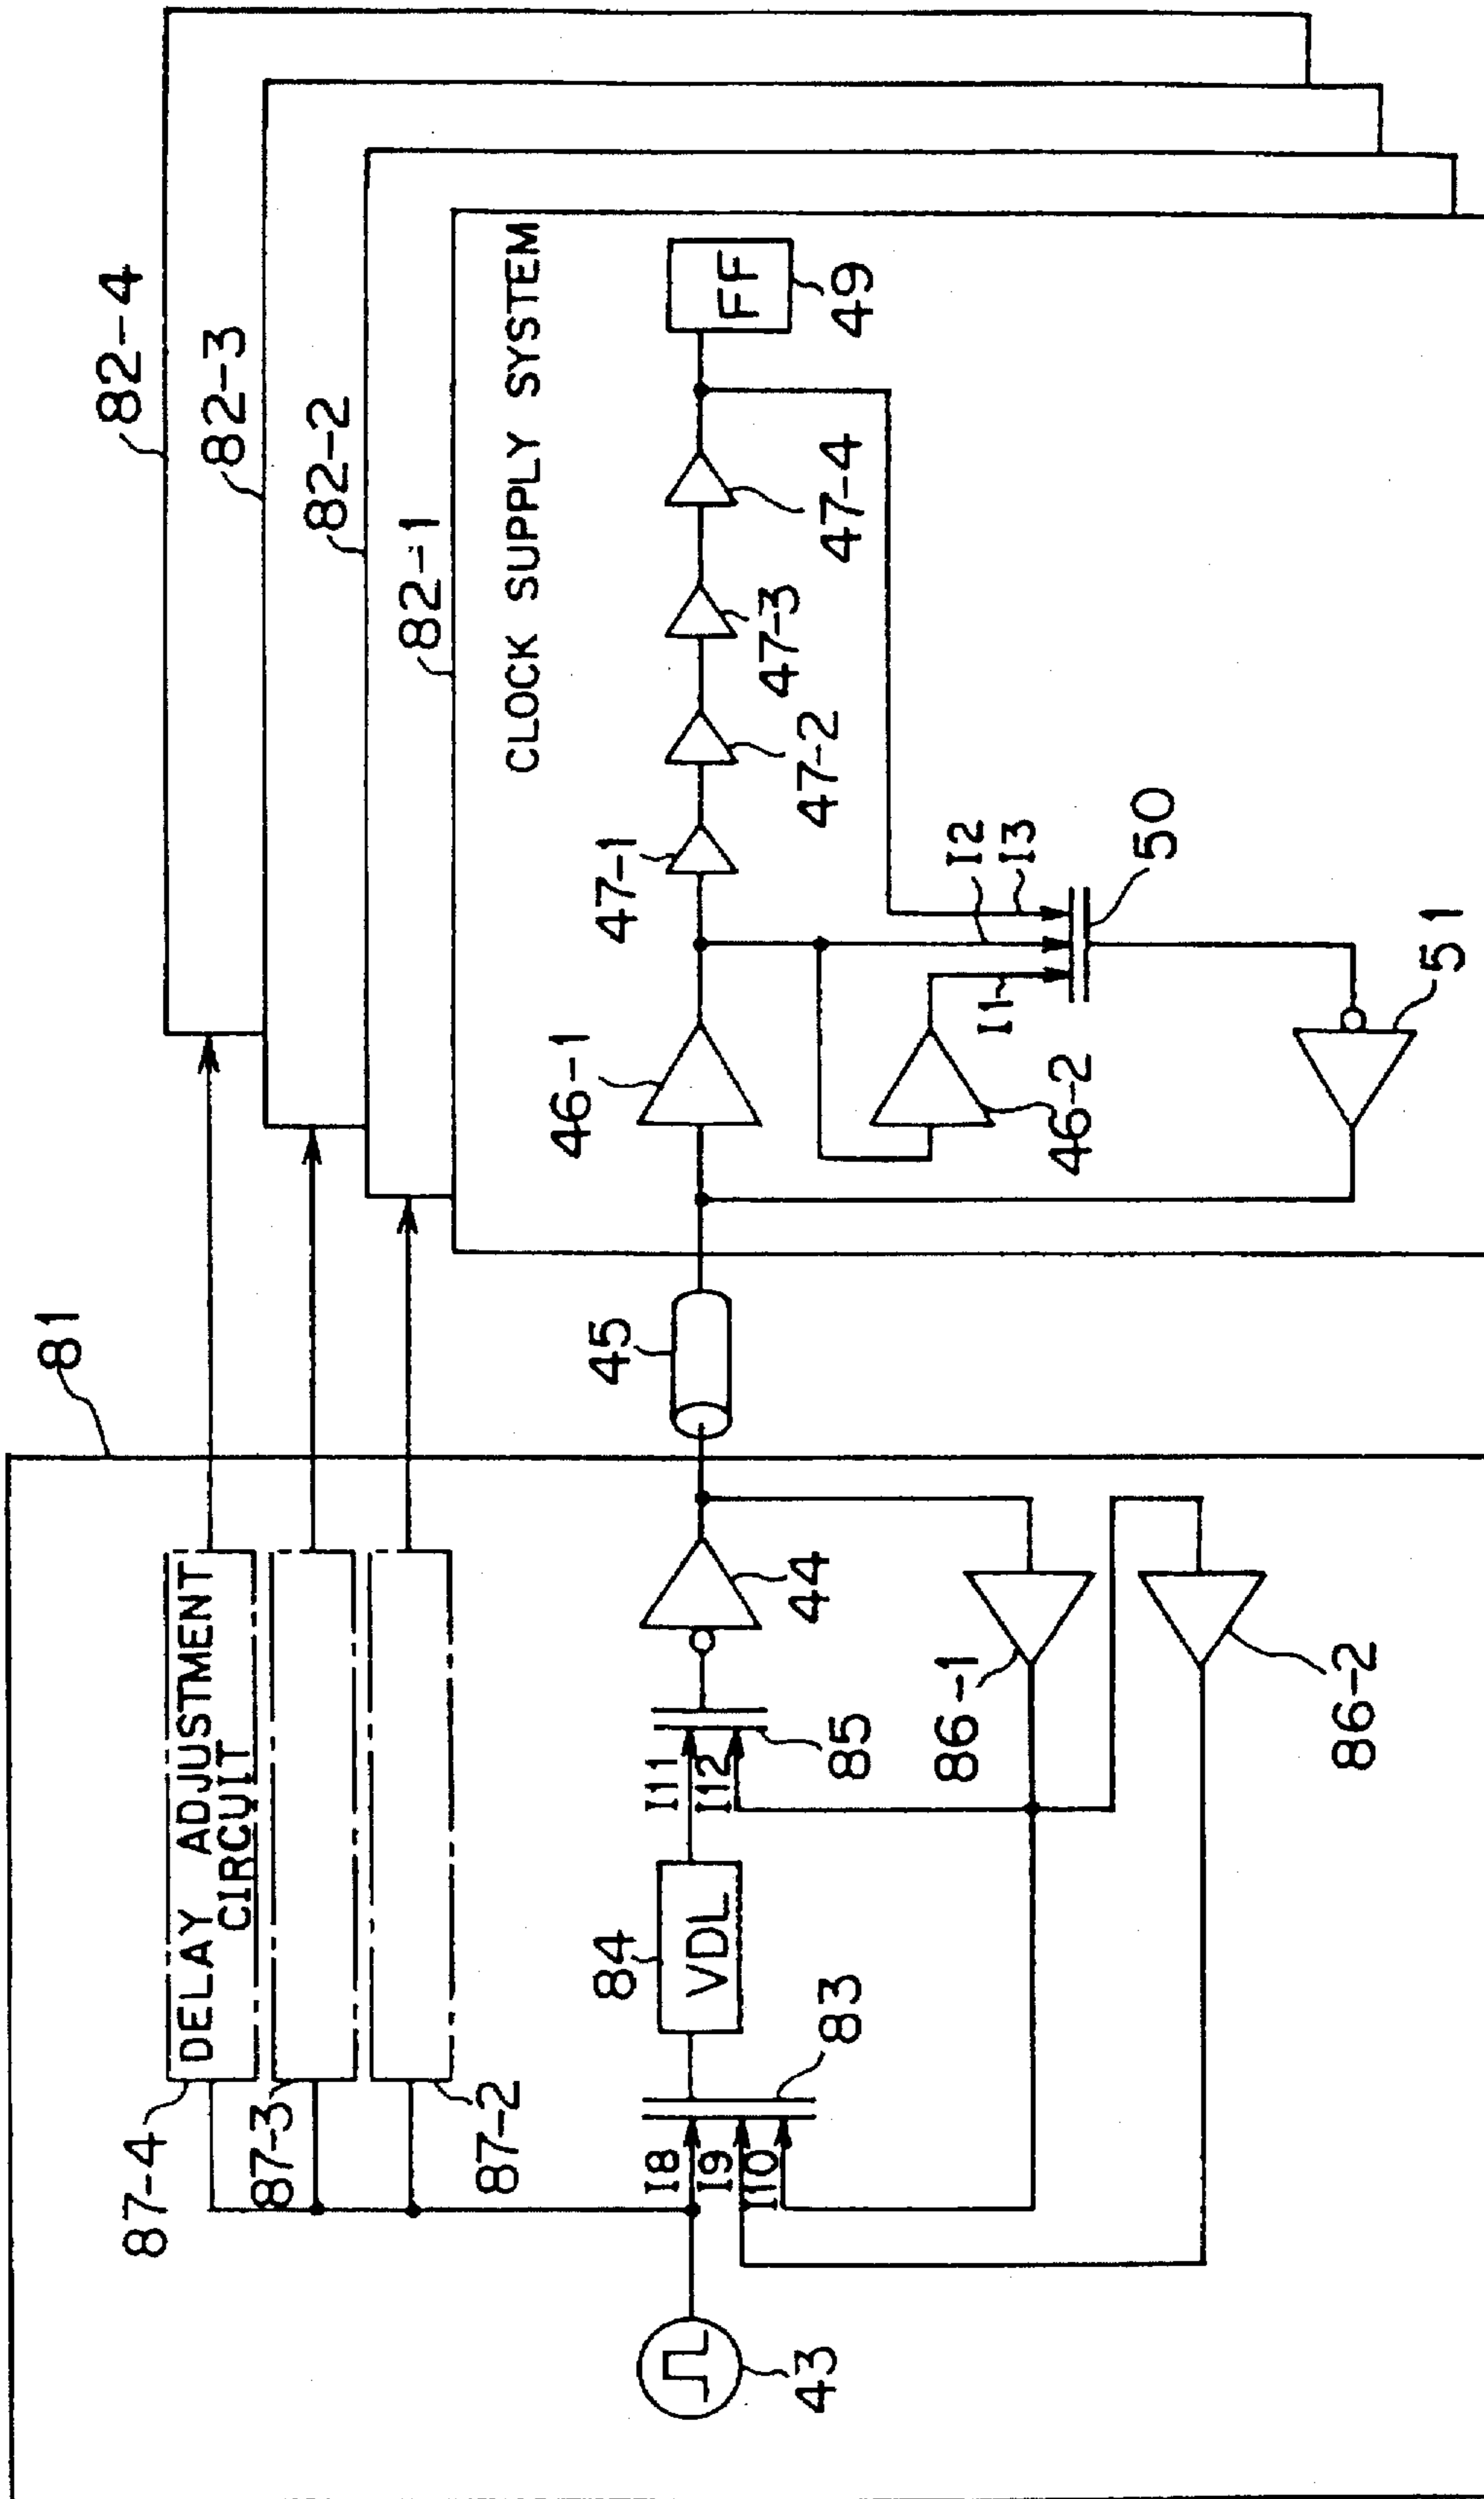 81
82-4
82-3
82-2
82-1
CLOCK SUPPLY SYSTEM
87-4
DELAY ADJUSTMENT
CIRCUIT
87-3
87-2
43
I8
I9
I10
83
84
VDL
I11
I12
85
44
86-1
86-2
45
46-1
46-2
47-1
47-2
47-3
47-4
FF
49
I1
I2
I3
50
51